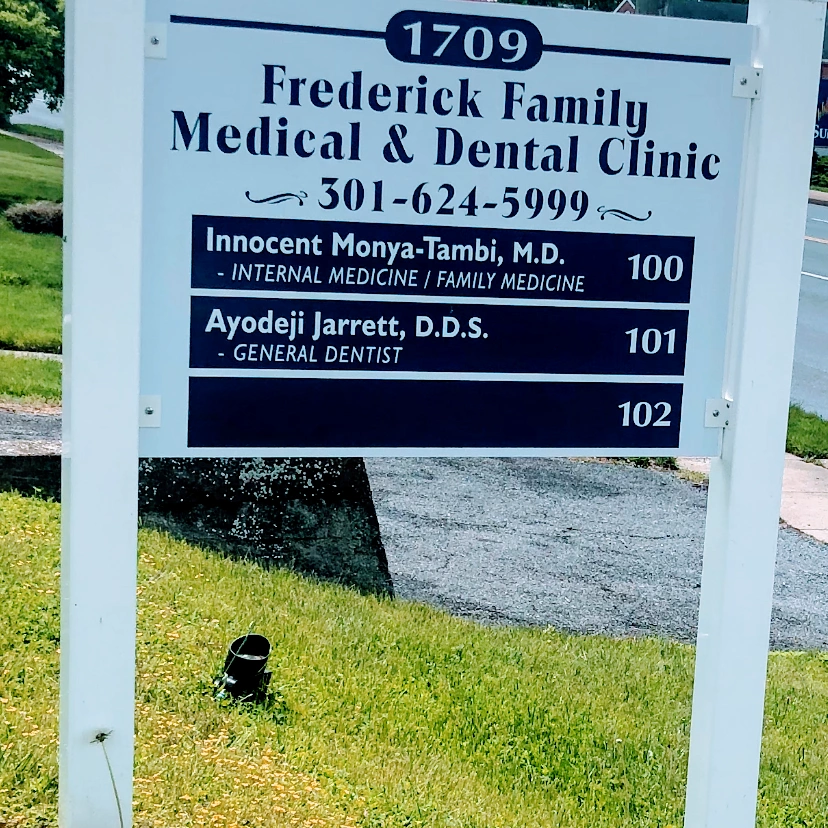 1709
Frederick Family
Medical & Dental Clinic
301-624-5999
Innocent Monya-Tambi, M.D.
- INTERNAL MEDICINE / FAMILY MEDICINE
100
Ayodeji Jarrett, D.D.S.
- GENERAL DENTIST
101
102